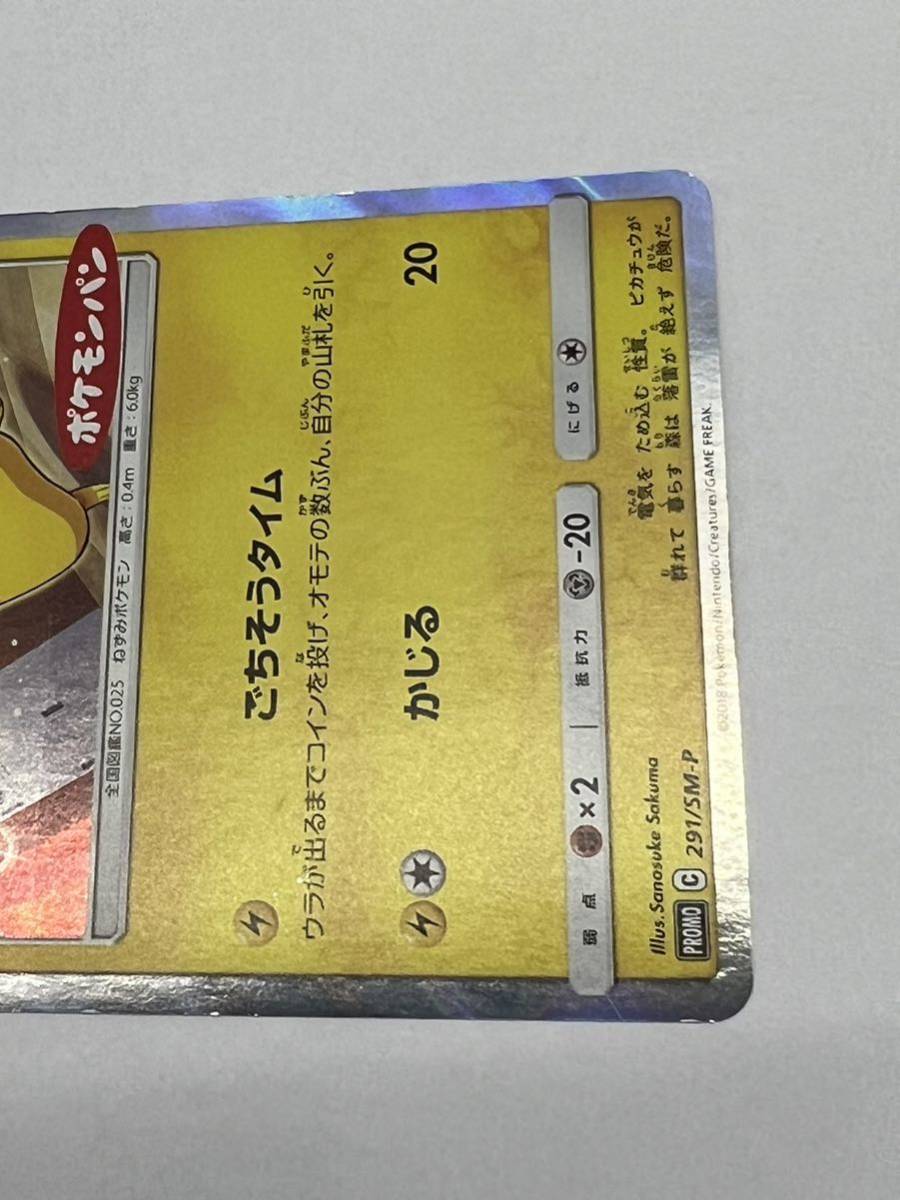 ポケモンパン
全国図鑑NO.025 ねずみポケモン 高さ:0.4m 重さ:6.0kg
ごちそうタイム
ウラが出るまでコインを投げ、オモテの数ぶん、自分の山札を引く。
かじる 20
弱点 ×2 抵抗力 -20 にげる
Illus. Sanosuke Sakuma
PROMO C 291/SM-P
電気を ため込む 性質。 ピカチュウが
群れて 暮らす 森は 落雷が 絶えず 危険だ。
©2018 Pokémon/Nintendo/Creatures/GAME FREAK.